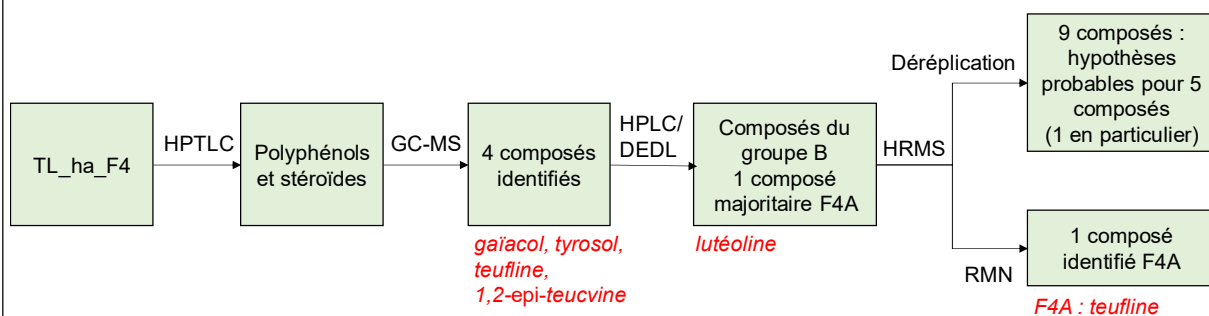 TL_ha_F4
HPTLC
Polyphénols
et stéroïdes
GC-MS
4 composés
identifiés
gaïacol, tyrosol,
teufline,
1,2-epi-teucvine
HPLC/
DEDL
Composés du
groupe B
1 composé
majoritaire F4A
lutéoline
HRMS
Déréplication
9 composés :
hypothèses
probables pour 5
composés
(1 en particulier)
RMN
1 composé
identifié F4A
F4A : teufline